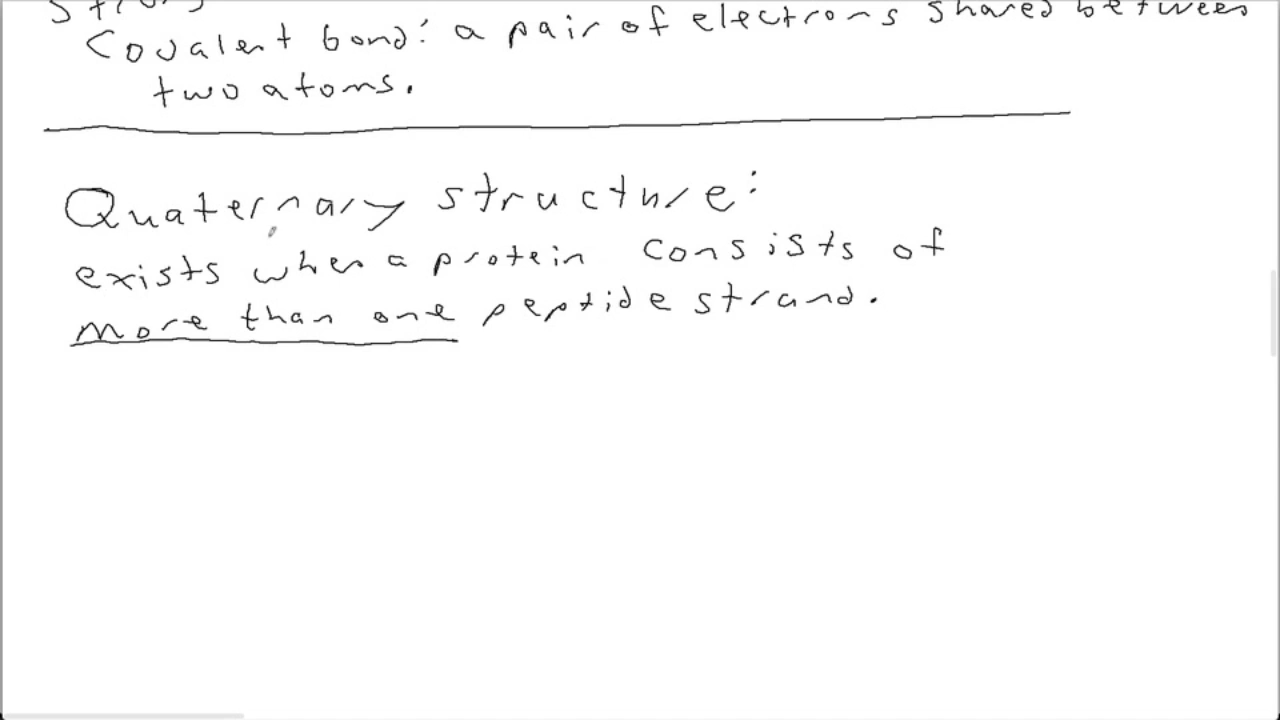 Strong
Covalent bond: a pair of electrons shared between
two atoms.
Quaternary structure:
exists when a protein consists of
more than one peptide strand.